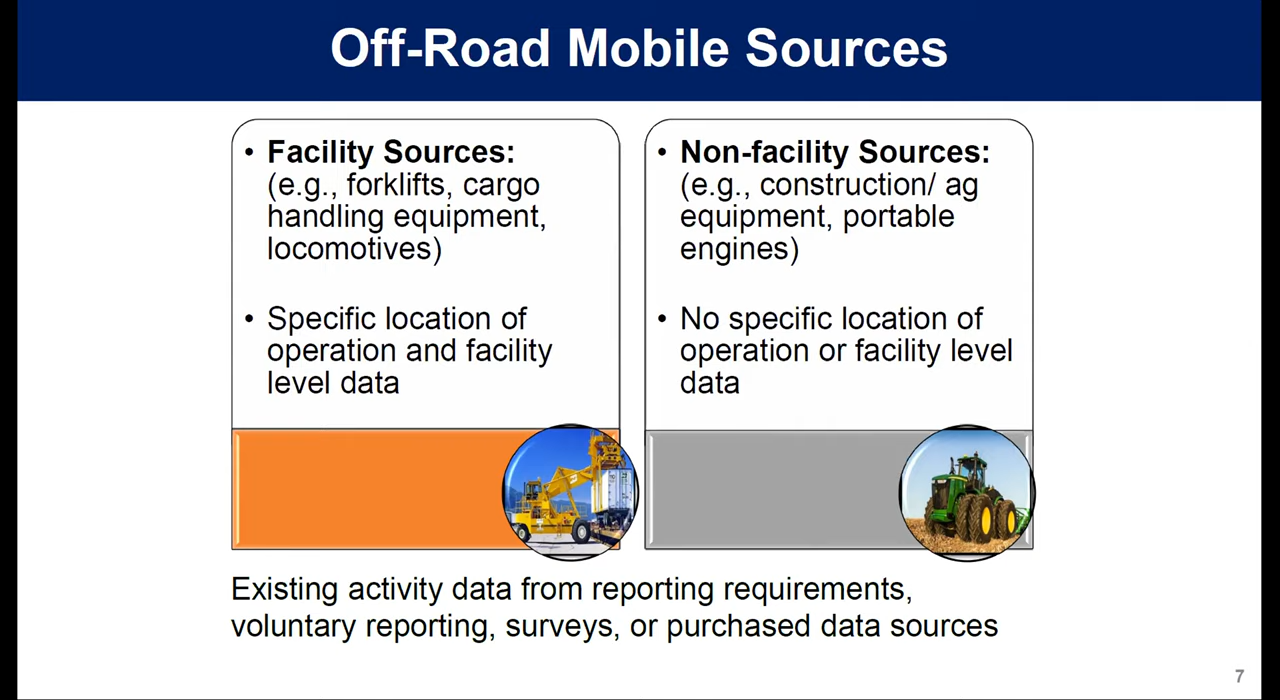 Off-Road Mobile Sources
• Facility Sources:
(e.g., forklifts, cargo
handling equipment,
locomotives)
• Specific location of
operation and facility
level data
• Non-facility Sources:
(e.g., construction/ ag
equipment, portable
engines)
• No specific location of
operation or facility level
data
Existing activity data from reporting requirements,
voluntary reporting, surveys, or purchased data sources
7